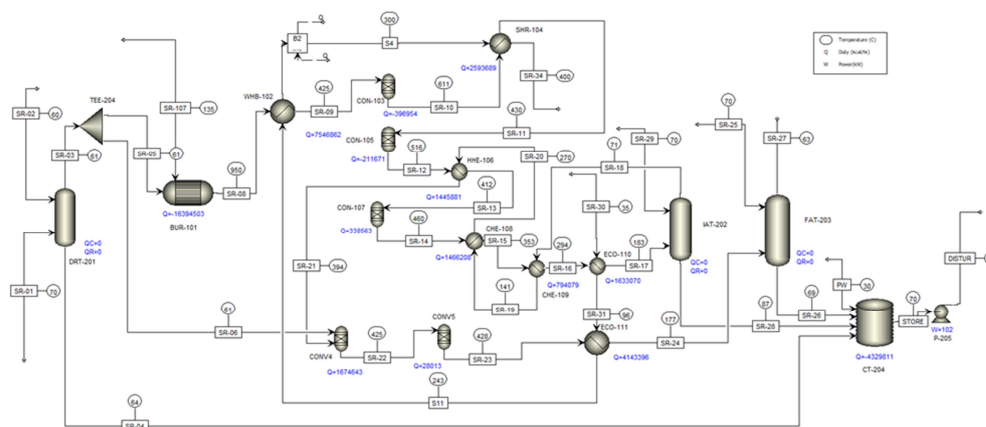 Temperature (C)
Q Duty (kcal/hr)
W Power(kW)
300
S4
SHR-104
Q=2593689
SR-34
400
B2
Q
Q
SR-02
60
TEE-204
SR-107
135
WHB-102
425
SR-09
CON-103
Q=-396954
611
SR-10
Q=7546862
SR-03
61
SR-05
61
950
SR-08
BUR-101
Q=-16394503
CON-105
Q=-211671
430
SR-11
516
SR-12
HHE-106
Q=1445881
SR-20
270
71
SR-18
SR-29
70
70
SR-25
SR-27
63
412
SR-13
CON-107
Q=338563
460
SR-14
CHE-108
SR-15
353
Q=1466208
294
SR-16
CHE-109
Q=794079
141
SR-19
SR-30
35
ECO-110
183
SR-17
Q=1633070
IAT-202
QC=0
QR=0
FAT-203
QC=0
QR=0
DRT-201
QC=0
QR=0
SR-01
70
SR-21
394
61
SR-06
CONV4
Q=1674643
425
SR-22
CONV5
Q=28013
428
SR-23
SR-31
96
ECO-111
Q=4143396
177
SR-24
87
SR-28
69
SR-26
PW
30
70
STORE
DISTUR
W=102
P-205
CT-204
Q=-4329811
243
S11
64
SR-04